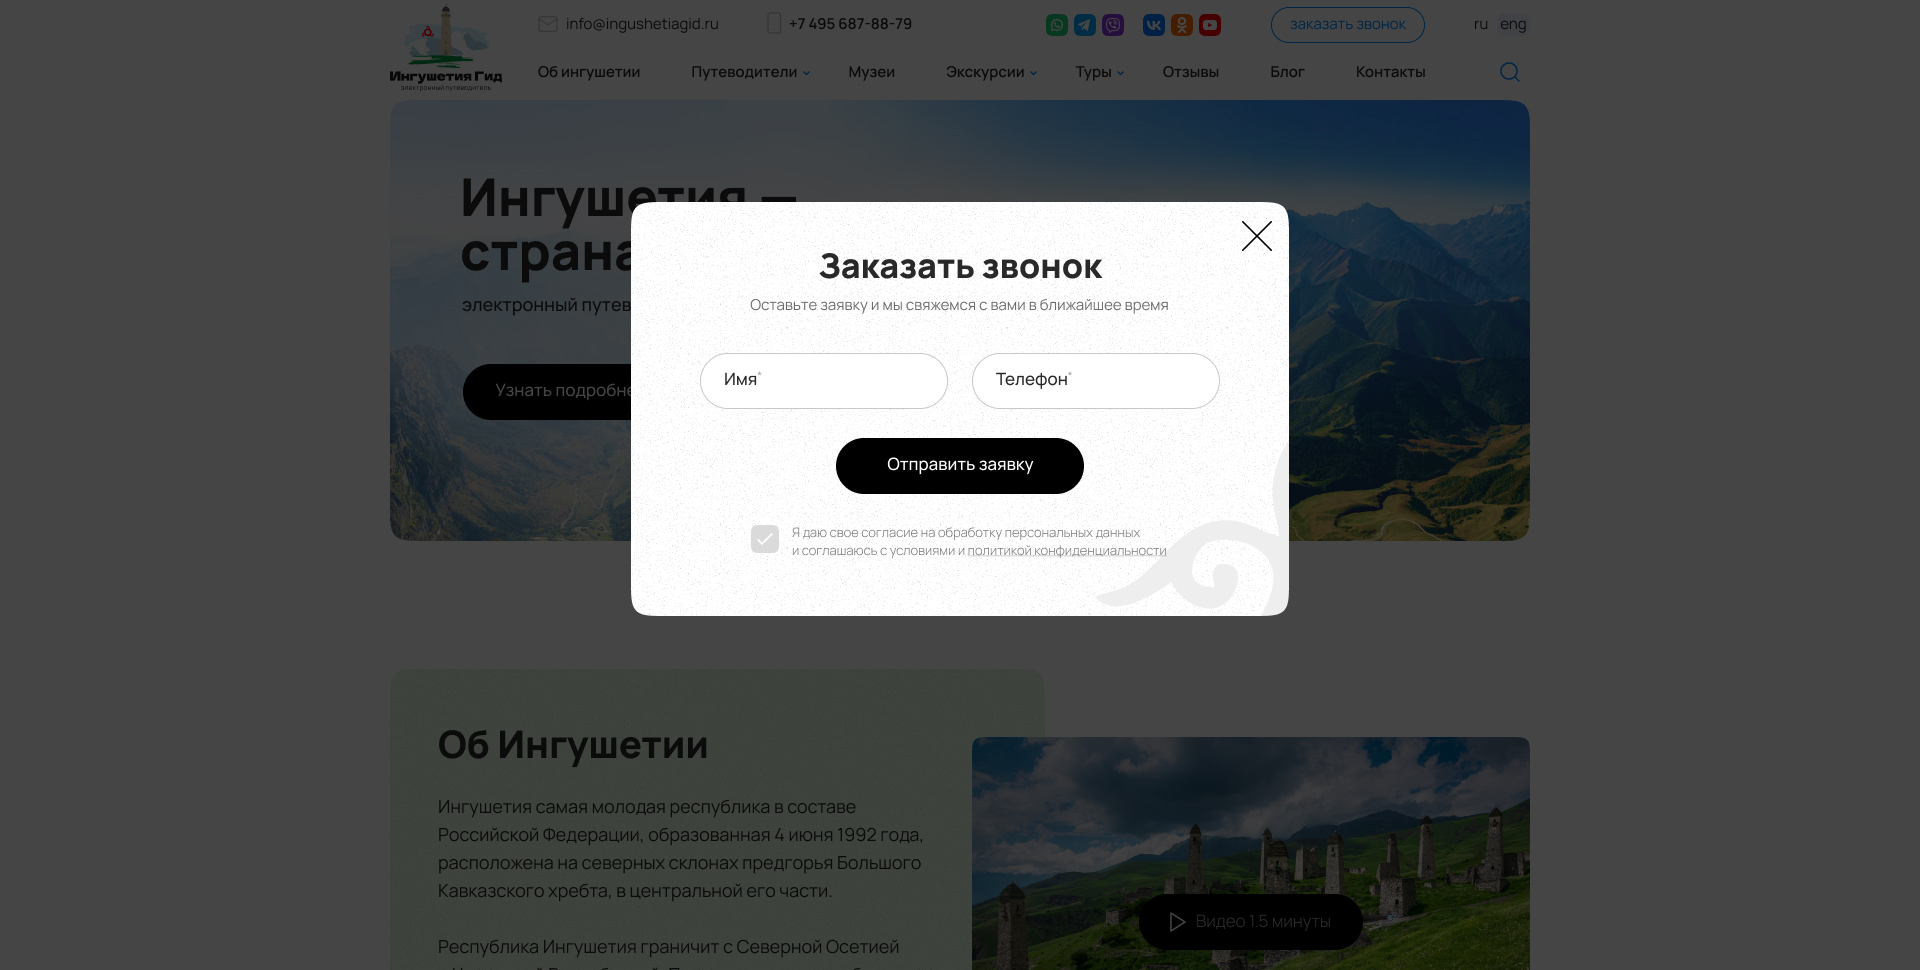 info@ingushetiagid.ru
+7 495 687-88-79
заказать звонок
ru eng
Ингушетия Гид
электронный путеводитель
Об ингушетии
Путеводители
Музеи
Экскурсии
Туры
Отзывы
Блог
Контакты
Ингушетия —
страна
электронный
Заказать звонок
Оставьте заявку и мы свяжемся с вами в ближайшее время
Имя*
Телефон*
Узнать
Отправить заявку
Я даю свое согласие на обработку персональных данных
и соглашаюсь с условиями и политикой конфиденциальности
Об Ингушетии
Ингушетия самая молодая республика в составе
Российской Федерации, образованная 4 июня 1992 года,
расположена на северных склонах предгорья Большого
Кавказского хребта, в центральной его части.
Видео 1.5 минуты
Республика Ингушетия граничит с Северной Осетией